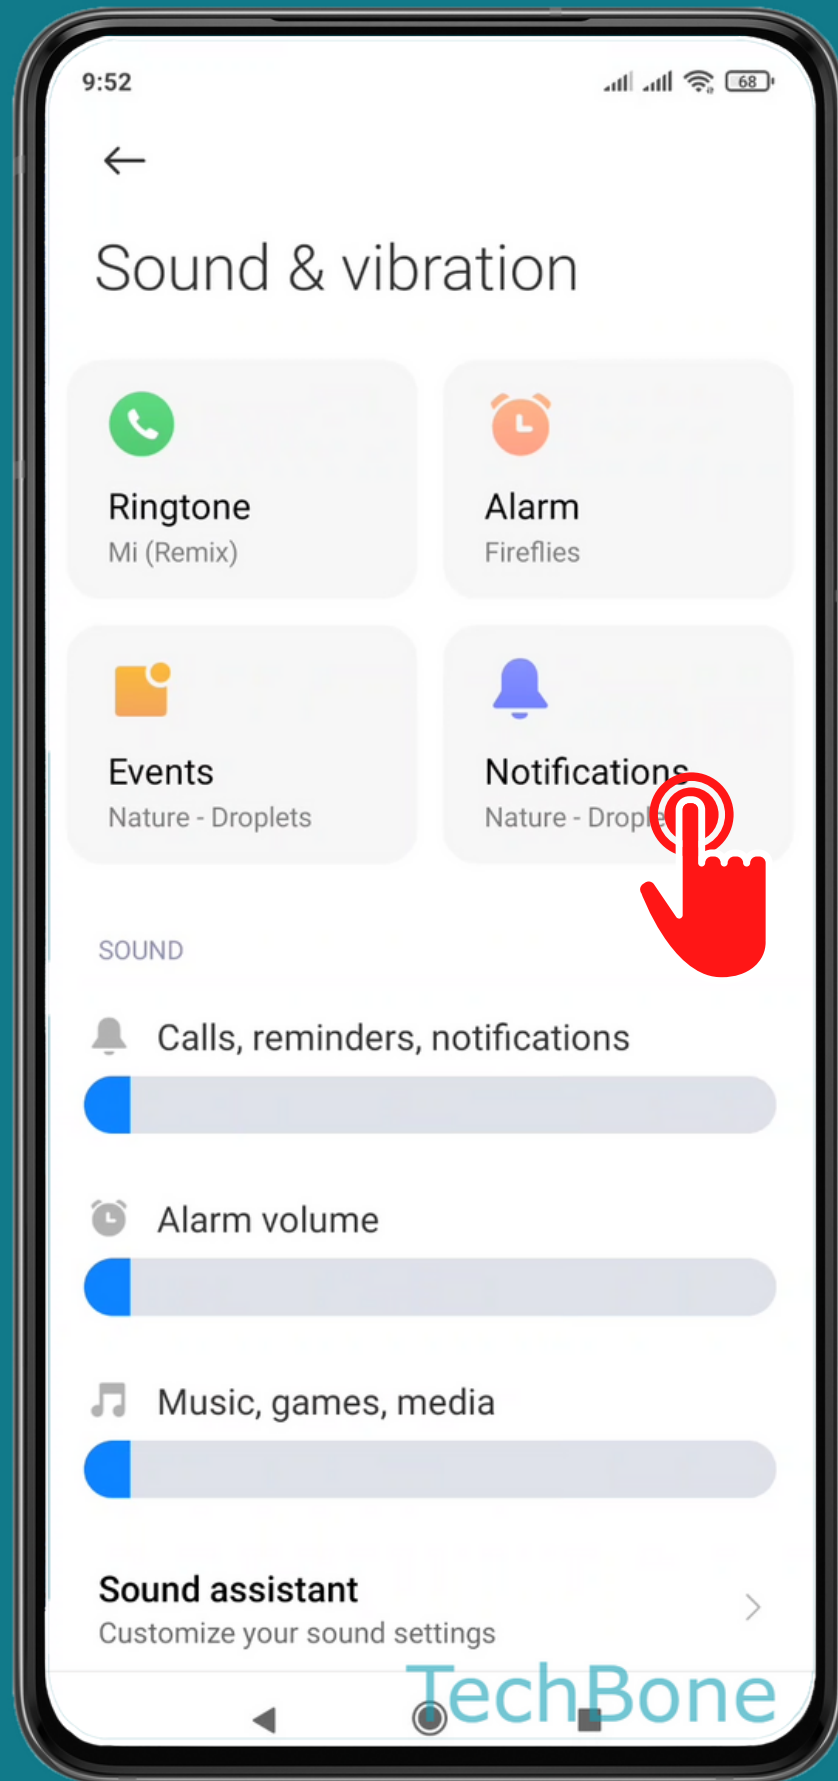 9:52
68
Sound & vibration
Ringtone
Mi (Remix)
Alarm
Fireflies
Events
Nature - Droplets
Notifications
Nature -
SOUND
Calls, reminders, notifications
Alarm volume
Music, games, media
Sound assistant
Customize your sound settings
TechBone